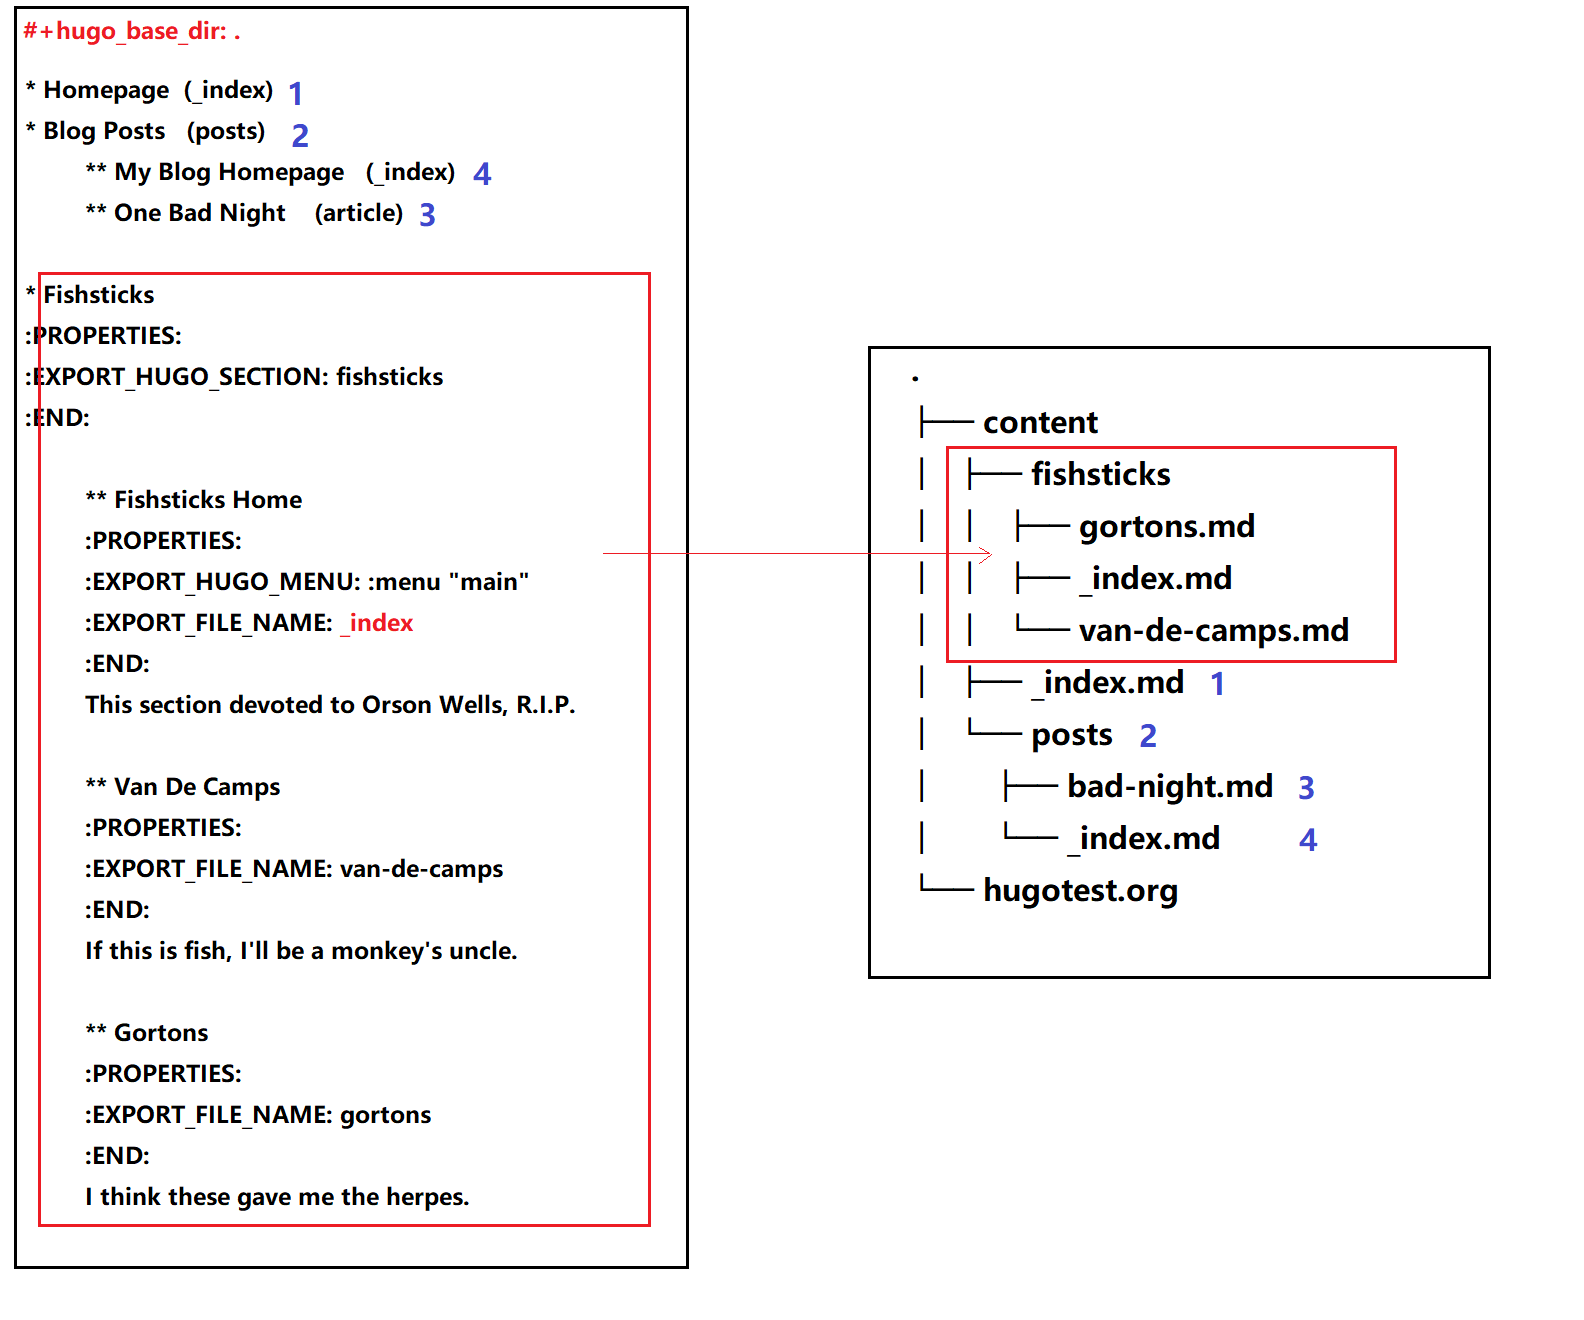 #+hugo_base_dir: .
* Homepage (_index) 1
* Blog Posts (posts) 2
** My Blog Homepage (_index) 4
** One Bad Night (article) 3
* Fishsticks
:PROPERTIES:
:EXPORT_HUGO_SECTION: fishsticks
:END:
** Fishsticks Home
:PROPERTIES:
:EXPORT_HUGO_MENU: :menu "main"
:EXPORT_FILE_NAME: _index
:END:
This section devoted to Orson Wells, R.I.P.
** Van De Camps
:PROPERTIES:
:EXPORT_FILE_NAME: van-de-camps
:END:
If this is fish, I'll be a monkey's uncle.
** Gortons
:PROPERTIES:
:EXPORT_FILE_NAME: gortons
:END:
I think these gave me the herpes.
.
├── content
│   ├── fishsticks
│   │   ├── gortons.md
│   │   ├── _index.md
│   │   └── van-de-camps.md
│   ├── _index.md 1
│   └── posts 2
│       ├── bad-night.md 3
│       └── _index.md 4
└── hugotest.org